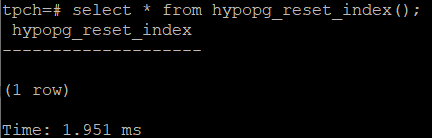 tpch=# select * from hypopg_reset_index();
 hypopg_reset_index
--------------------

(1 row)

Time: 1.951 ms